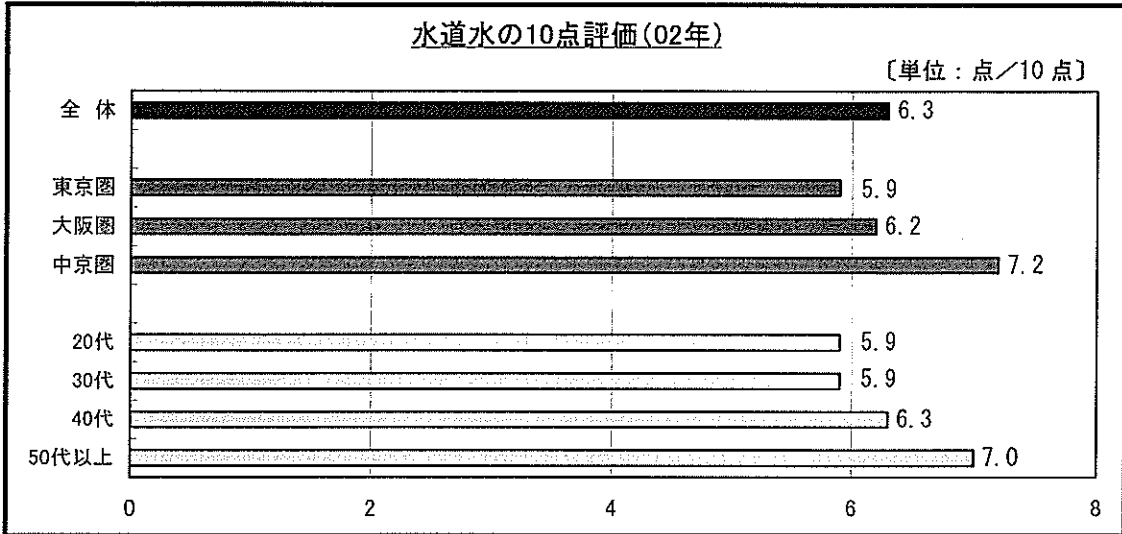 水道水の10点評価(02年)
〔単位：点／10 点〕
全 体 6.3
東京圏 5.9
大阪圏 6.2
中京圏 7.2
20代 5.9
30代 5.9
40代 6.3
50代以上 7.0
0 2 4 6 8